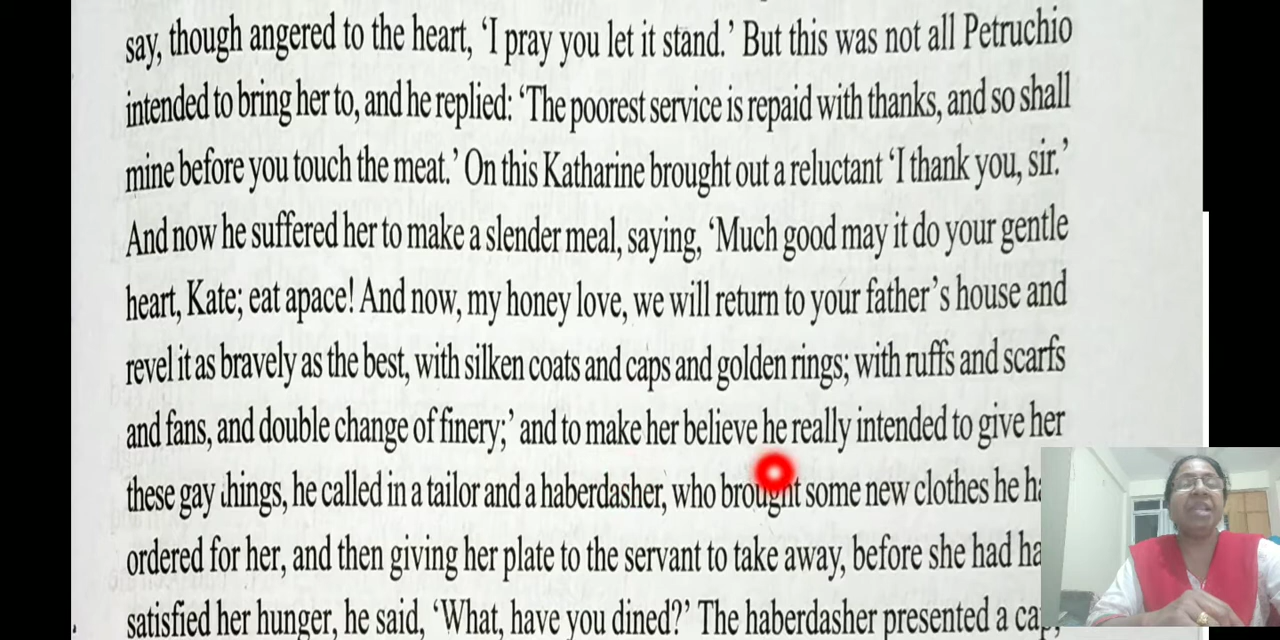 say, though angered to the heart, ‘I pray you let it stand.’ But this was not all Petruchio
intended to bring her to, and he replied: ‘The poorest service is repaid with thanks, and so shall
mine before you touch the meat.’ On this Katharine brought out a reluctant ‘I thank you, sir.’
And now he suffered her to make a slender meal, saying, ‘Much good may it do your gentle
heart, Kate; eat apace! And now, my honey love, we will return to your father’s house and
revel it as bravely as the best, with silken coats and caps and golden rings; with ruffs and scarfs
and fans, and double change of finery;’ and to make her believe he really intended to give her
these gay things, he called in a tailor and a haberdasher, who brought some new clothes he
ordered for her, and then giving her plate to the servant to take away, before she had
satisfied her hunger, he said, ‘What, have you dined?’ The haberdasher presented a